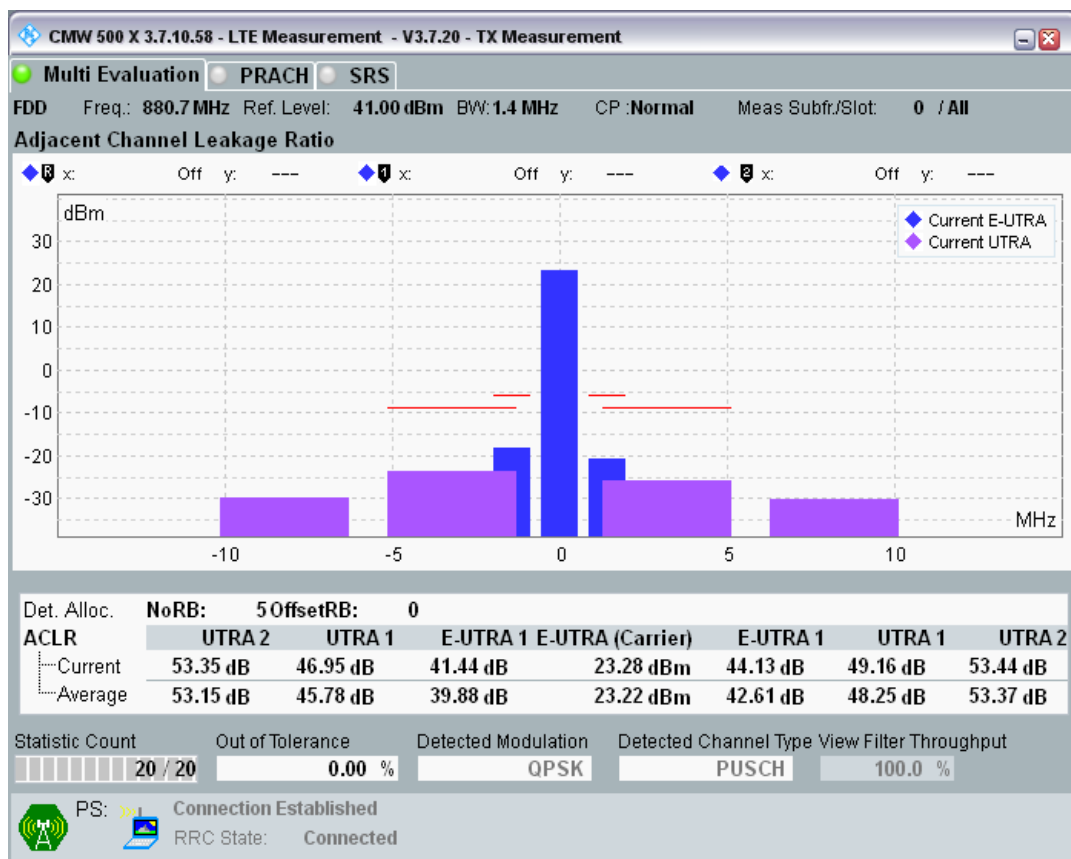 CMW 500 X 3.7.10.58 - LTE Measurement - V3.7.20 - TX Measurement
Multi Evaluation PRACH SRS
FDD Freq.: 880.7 MHz Ref. Level: 41.00 dBm BW: 1.4 MHz CP :Normal Meas Subfr./Slot: 0 / All
Adjacent Channel Leakage Ratio
R x: Off y: --- 1 x: Off y: --- 2 x: Off y: ---
dBm
Current E-UTRA
Current UTRA
30
20
10
0
-10
-20
-30
MHz
-10 -5 0 5 10
Det. Alloc. NoRB: 5 OffsetRB: 0
ACLR UTRA 2 UTRA 1 E-UTRA 1 E-UTRA (Carrier) E-UTRA 1 UTRA 1 UTRA 2
Current 53.35 dB 46.95 dB 41.44 dB 23.28 dBm 44.13 dB 49.16 dB 53.44 dB
Average 53.15 dB 45.78 dB 39.88 dB 23.22 dBm 42.61 dB 48.25 dB 53.37 dB
Statistic Count Out of Tolerance Detected Modulation Detected Channel Type View Filter Throughput
20 / 20 0.00 % QPSK PUSCH 100.0 %
PS: Connection Established
RRC State: Connected